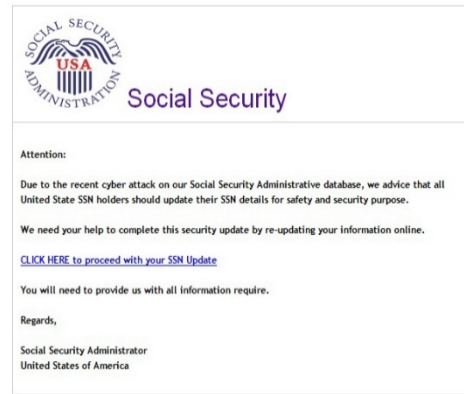 SOCIAL SECURITY
USA
ADMINISTRATION
Social Security
Attention:
Due to the recent cyber attack on our Social Security Administrative database, we advice that all
United State SSN holders should update their SSN details for safety and security purpose.
We need your help to complete this security update by re-updating your information online.
CLICK HERE to proceed with your SSN Update
You will need to provide us with all information require.
Regards,
Social Security Administrator
United States of America